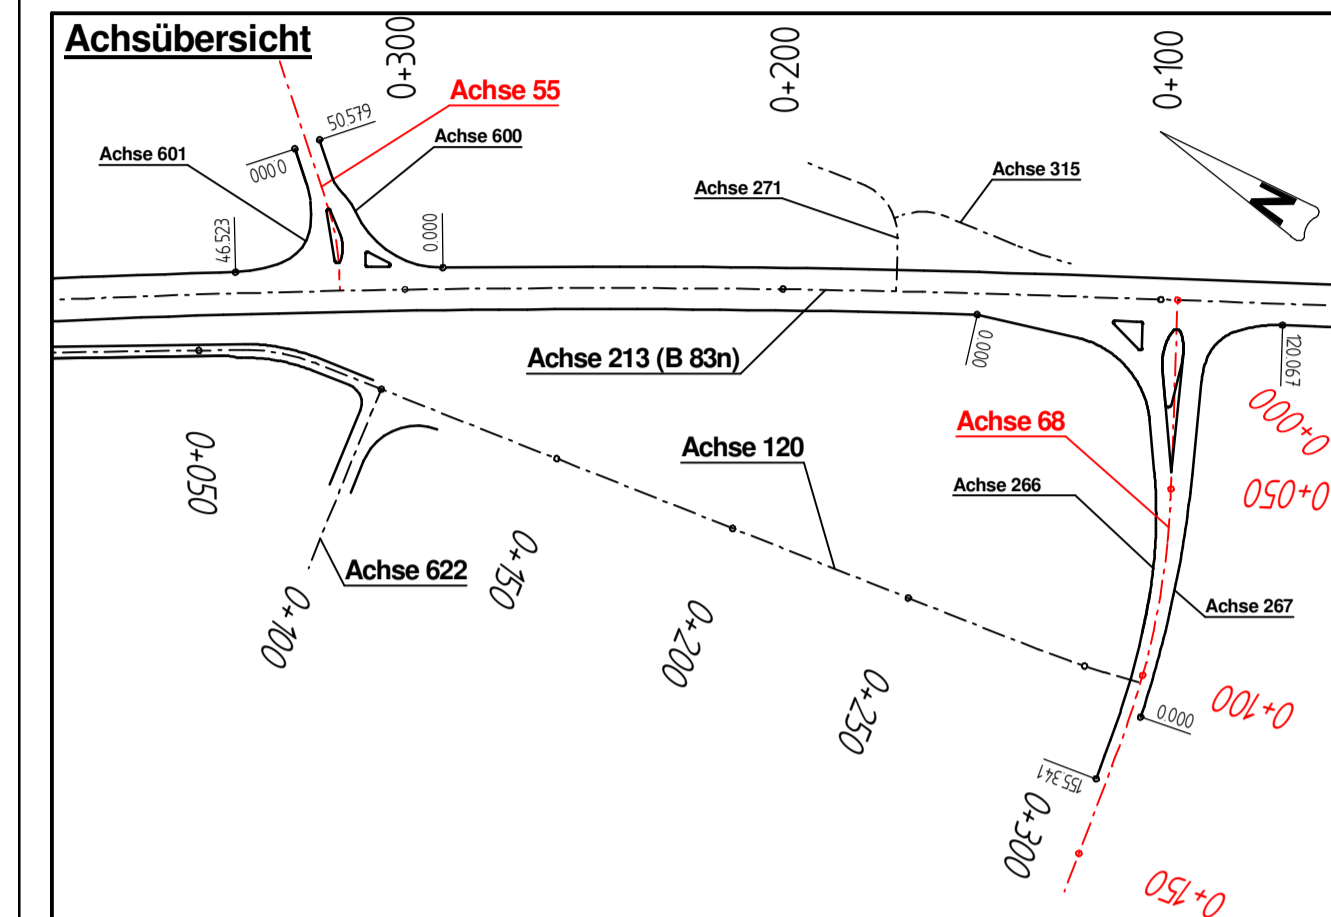 Achsübersicht
0+300
0+200
0+100
Achse 55
50.579
Achse 600
Achse 601
0.000
46.523
0.000
Achse 271
Achse 315
N
Achse 213 (B 83n)
0.000
120.067
0+000
0+050
Achse 68
Achse 120
Achse 266
0+050
Achse 622
0+100
0+150
0+200
0+250
Achse 267
0+100
0.000
155.341
0+300
0+150